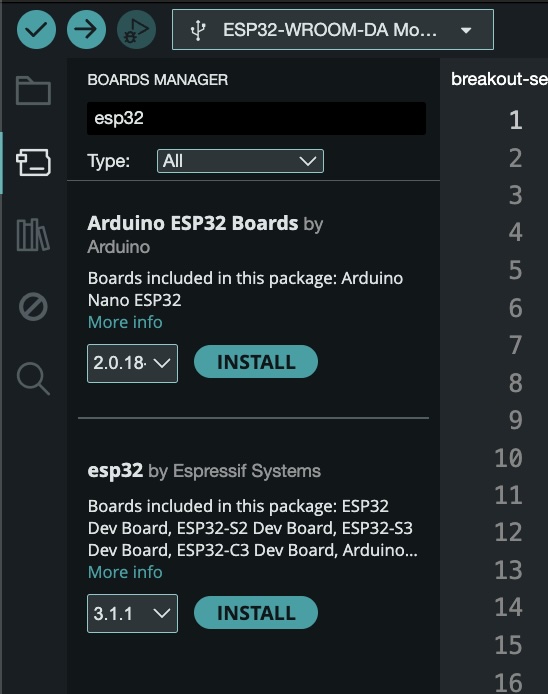 ESP32-WROOM-DA Mo...
BOARDS MANAGER
esp32
Type: All
Arduino ESP32 Boards by
Arduino
Boards included in this package: Arduino
Nano ESP32
More info
2.0.18- INSTALL
esp32 by Espressif Systems
Boards included in this package: ESP32
Dev Board, ESP32-S2 Dev Board, ESP32-S3
Dev Board, ESP32-C3 Dev Board, Arduino...
More info
3.1.1 INSTALL
breakout-se
1
2
3
4
5
6
7
8
9
10
11
12
13
14
15
16